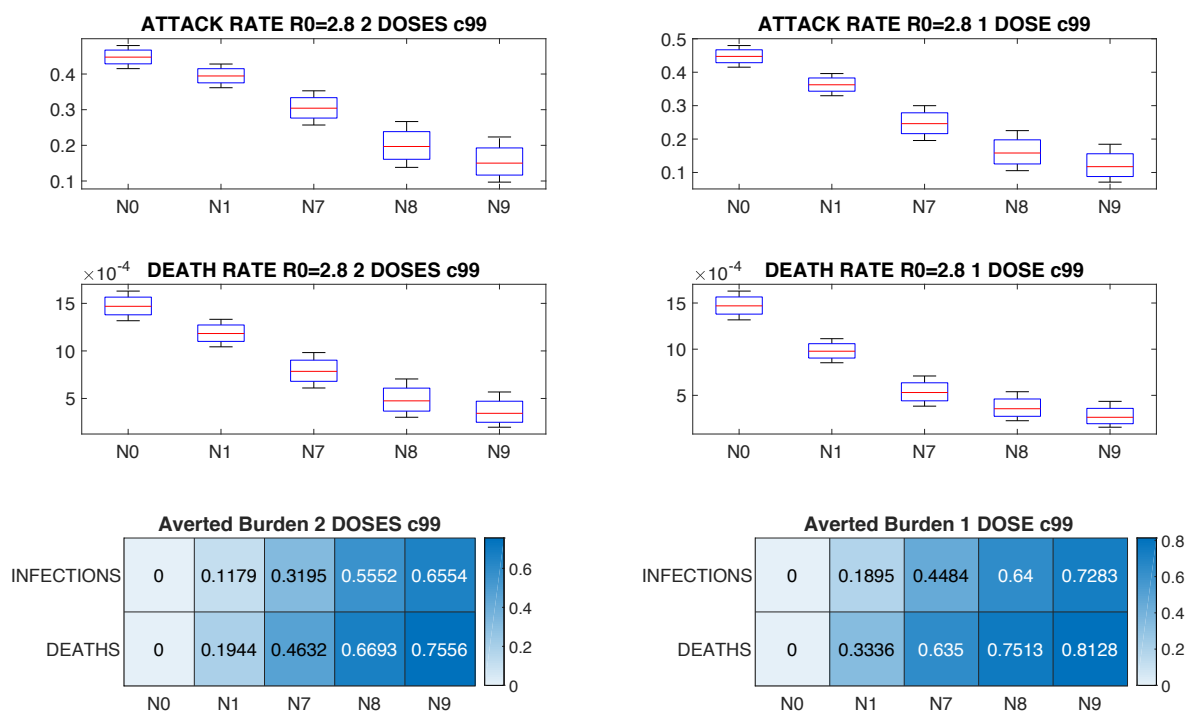 ATTACK RATE R0=2.8 2 DOSES c99
0.4
0.3
0.2
0.1
N0 N1 N7 N8 N9
ATTACK RATE R0=2.8 1 DOSE c99
0.5
0.4
0.3
0.2
0.1
N0 N1 N7 N8 N9
DEATH RATE R0=2.8 2 DOSES c99
×10⁻⁴
15
10
5
N0 N1 N7 N8 N9
DEATH RATE R0=2.8 1 DOSE c99
×10⁻⁴
15
10
5
N0 N1 N7 N8 N9
Averted Burden 2 DOSES c99
INFECTIONS 0 0.1179 0.3195 0.5552 0.6554
DEATHS 0 0.1944 0.4632 0.6693 0.7556
N0 N1 N7 N8 N9
0.6
0.4
0.2
0
Averted Burden 1 DOSE c99
INFECTIONS 0 0.1895 0.4484 0.64 0.7283
DEATHS 0 0.3336 0.635 0.7513 0.8128
N0 N1 N7 N8 N9
0.8
0.6
0.4
0.2
0